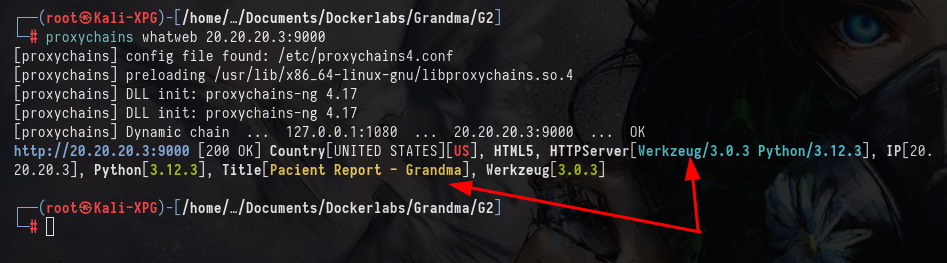 ┌──(root㉿Kali-XPG)-[/home/…/Documents/Dockerlabs/Grandma/G2]
└─# proxychains whatweb 20.20.20.3:9000
[proxychains] config file found: /etc/proxychains4.conf
[proxychains] preloading /usr/lib/x86_64-linux-gnu/libproxychains.so.4
[proxychains] DLL init: proxychains-ng 4.17
[proxychains] DLL init: proxychains-ng 4.17
[proxychains] Dynamic chain  ...  127.0.0.1:1080  ...  20.20.20.3:9000  ...  OK
http://20.20.20.3:9000 [200 OK] Country[UNITED STATES][US], HTML5, HTTPServer[Werkzeug/3.0.3 Python/3.12.3], IP[20.
20.20.3], Python[3.12.3], Title[Pacient Report - Grandma], Werkzeug[3.0.3]
┌──(root㉿Kali-XPG)-[/home/…/Documents/Dockerlabs/Grandma/G2]
└─#